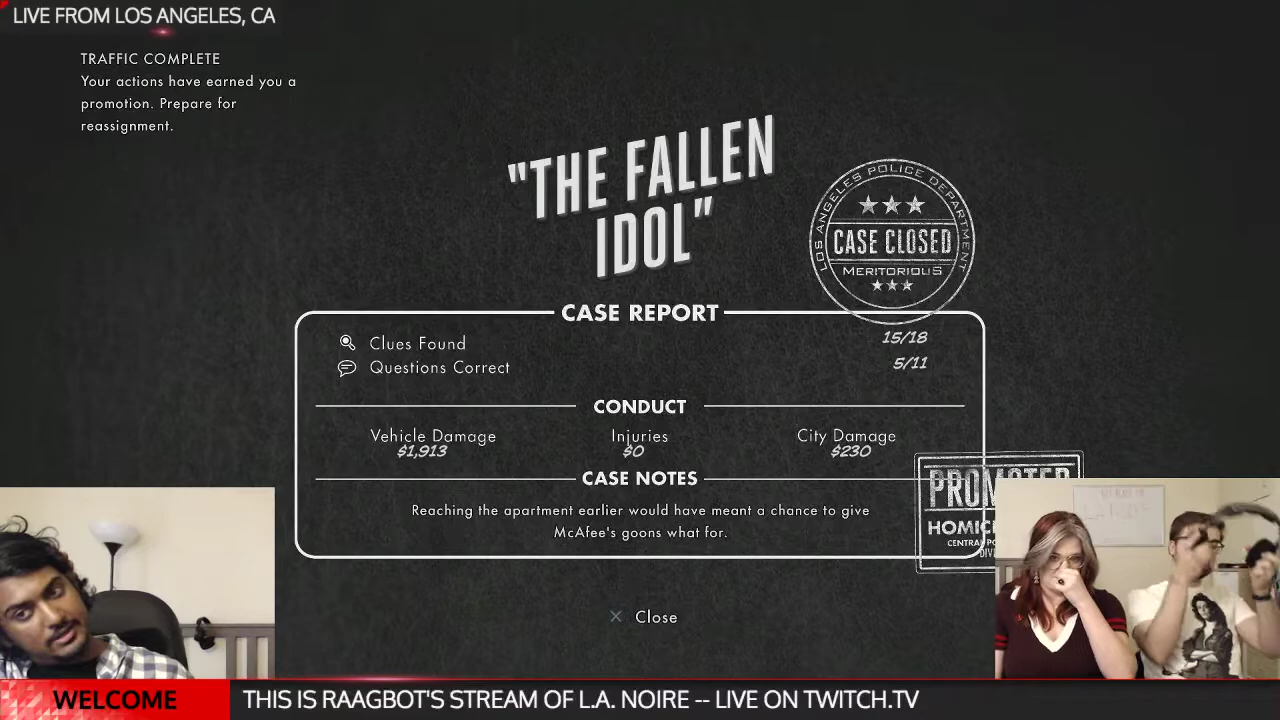 LIVE FROM LOS ANGELES, CA
TRAFFIC COMPLETE
Your actions have earned you a
promotion. Prepare for
reassignment.
"THE FALLEN
IDOL"
LOS ANGELES POLICE DEPARTMENT
CASE CLOSED
MERITORIOUS
CASE REPORT
Clues Found 15/18
Questions Correct 5/11
CONDUCT
Vehicle Damage Injuries City Damage
$1,913 $0 $230
CASE NOTES
Reaching the apartment earlier would have meant a chance to give
McAfee's goons what for.
PROMOTED
Close
WELCOME
THIS IS RAAGBOT'S STREAM OF L.A. NOIRE -- LIVE ON TWITCH.TV